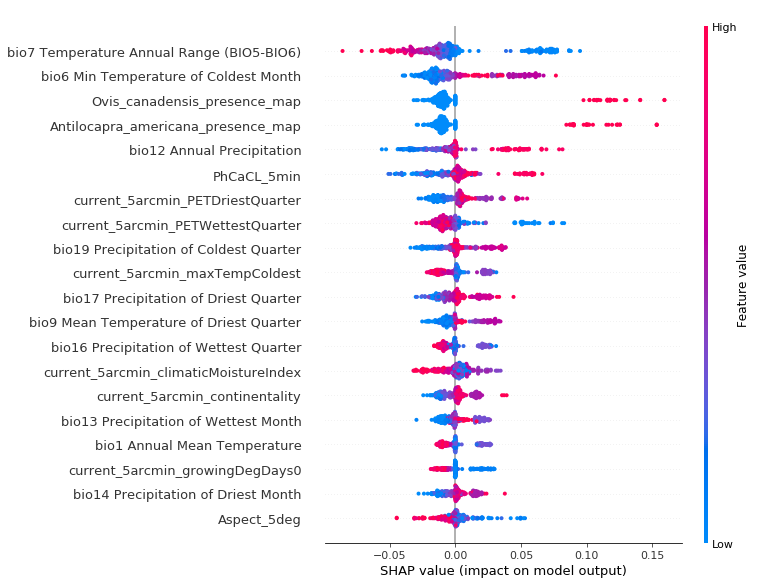 High
bio7 Temperature Annual Range (BIO5-BIO6)
bio6 Min Temperature of Coldest Month
Ovis_canadensis_presence_map
Antilocapra_americana_presence_map
bio12 Annual Precipitation
PhCaCL_5min
current_5arcmin_PETDriestQuarter
current_5arcmin_PETWettestQuarter
bio19 Precipitation of Coldest Quarter
current_5arcmin_maxTempColdest
bio17 Precipitation of Driest Quarter
bio9 Mean Temperature of Driest Quarter
bio16 Precipitation of Wettest Quarter
current_5arcmin_climaticMoistureIndex
current_5arcmin_continentality
bio13 Precipitation of Wettest Month
bio1 Annual Mean Temperature
current_5arcmin_growingDegDays0
bio14 Precipitation of Driest Month
Aspect_5deg
Feature value
Low
−0.05 0.00 0.05 0.10 0.15
SHAP value (impact on model output)